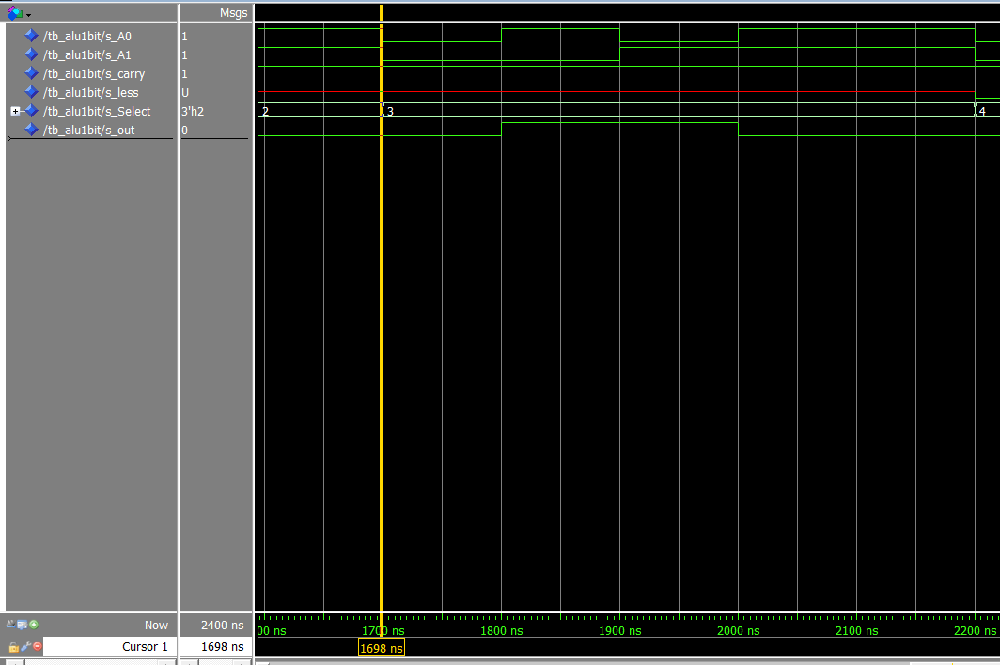 Msgs
/tb_alu1bit/s_A0 1
/tb_alu1bit/s_A1 1
/tb_alu1bit/s_carry 1
/tb_alu1bit/s_less U
/tb_alu1bit/s_Select 3'h2 2 3 4
/tb_alu1bit/s_out 0
Now 2400 ns 00 ns 1700 ns 1800 ns 1900 ns 2000 ns 2100 ns 2200 ns
Cursor 1 1698 ns 1698 ns